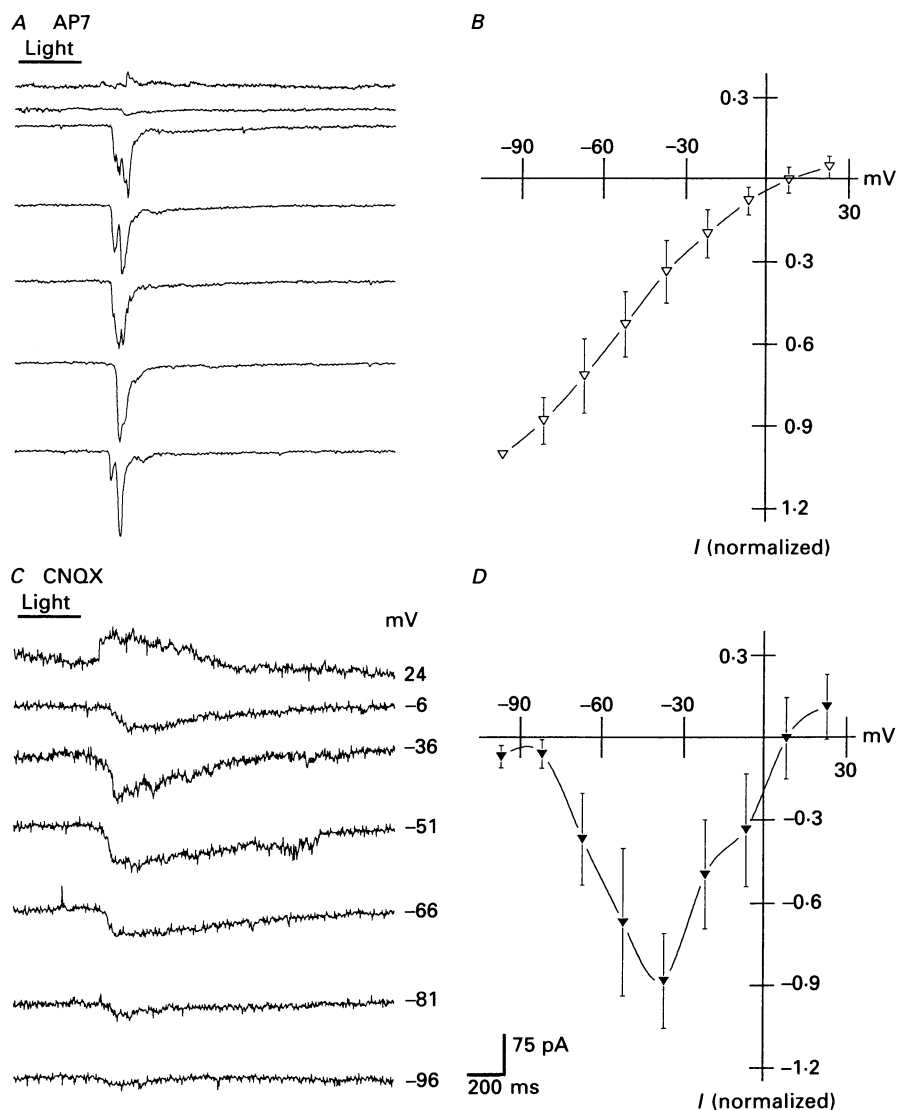 A AP7
Light
B
0·3
−90 −60 −30
mV
30
0·3
0·6
0·9
1·2
I (normalized)
C CNQX
Light
mV
24
−6
−36
−51
−66
−81
−96
75 pA
200 ms
D
0·3
−90 −60 −30
mV
30
−0·3
−0·6
−0·9
−1·2
I (normalized)